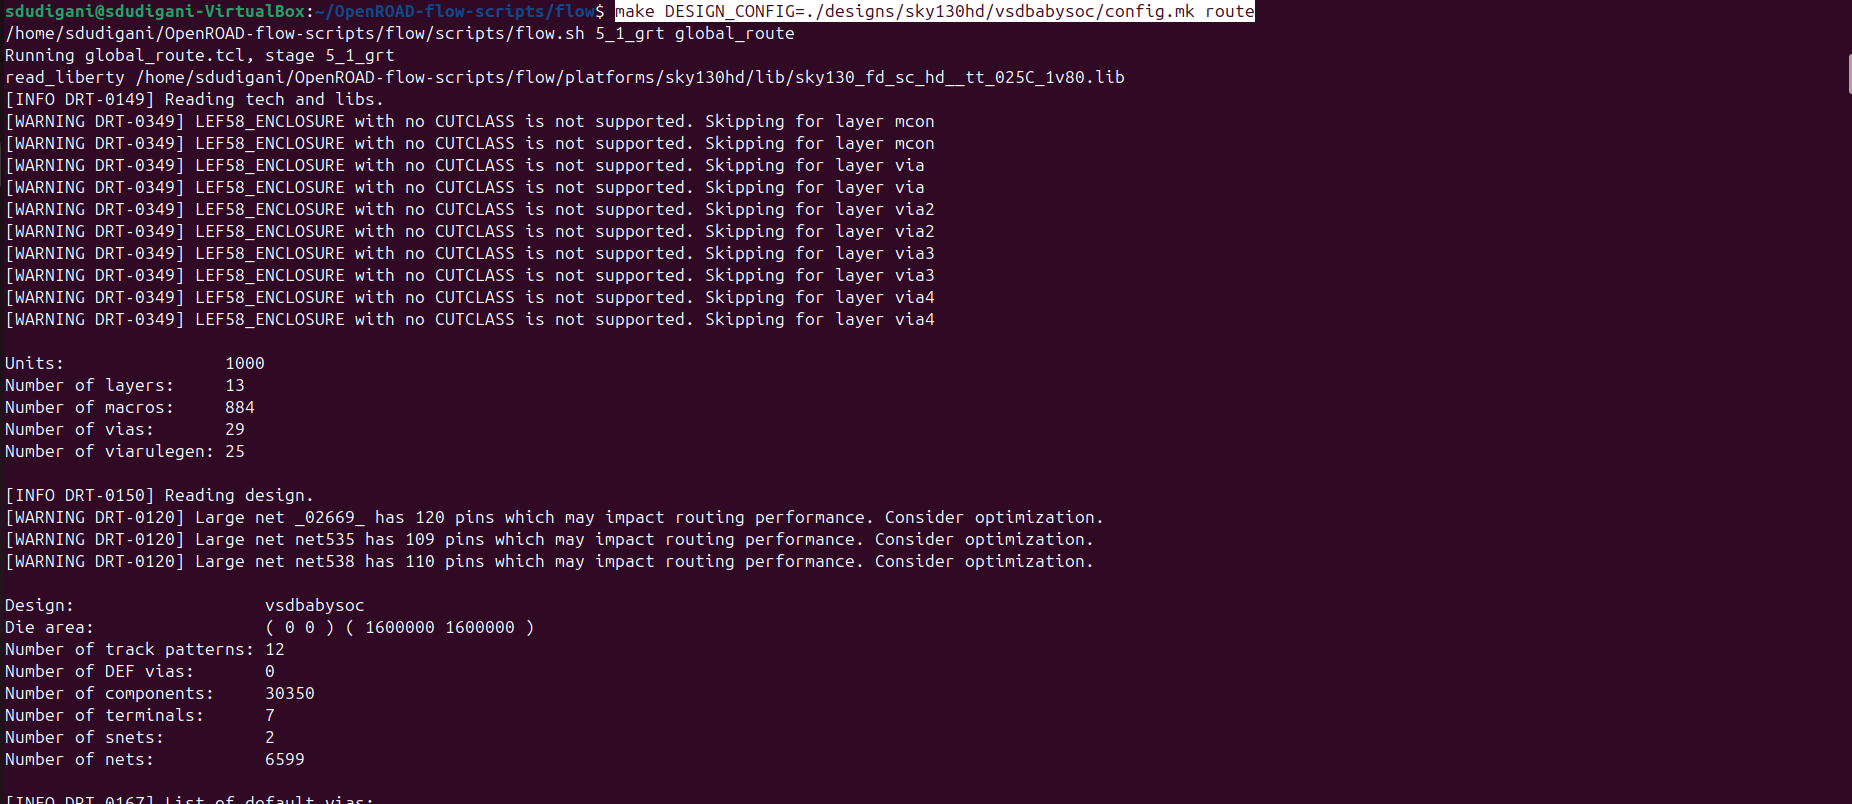 sdudigani@sdudigani-VirtualBox:~/OpenROAD-flow-scripts/flow$ make DESIGN_CONFIG=./designs/sky130hd/vsdbabysoc/config.mk route
/home/sdudigani/OpenROAD-flow-scripts/flow/scripts/flow.sh 5_1_grt global_route
Running global_route.tcl, stage 5_1_grt
read_liberty /home/sdudigani/OpenROAD-flow-scripts/flow/platforms/sky130hd/lib/sky130_fd_sc_hd__tt_025C_1v80.lib
[INFO DRT-0149] Reading tech and libs.
[WARNING DRT-0349] LEF58_ENCLOSURE with no CUTCLASS is not supported. Skipping for layer mcon
[WARNING DRT-0349] LEF58_ENCLOSURE with no CUTCLASS is not supported. Skipping for layer mcon
[WARNING DRT-0349] LEF58_ENCLOSURE with no CUTCLASS is not supported. Skipping for layer via
[WARNING DRT-0349] LEF58_ENCLOSURE with no CUTCLASS is not supported. Skipping for layer via
[WARNING DRT-0349] LEF58_ENCLOSURE with no CUTCLASS is not supported. Skipping for layer via2
[WARNING DRT-0349] LEF58_ENCLOSURE with no CUTCLASS is not supported. Skipping for layer via2
[WARNING DRT-0349] LEF58_ENCLOSURE with no CUTCLASS is not supported. Skipping for layer via3
[WARNING DRT-0349] LEF58_ENCLOSURE with no CUTCLASS is not supported. Skipping for layer via3
[WARNING DRT-0349] LEF58_ENCLOSURE with no CUTCLASS is not supported. Skipping for layer via4
[WARNING DRT-0349] LEF58_ENCLOSURE with no CUTCLASS is not supported. Skipping for layer via4
Units: 1000
Number of layers: 13
Number of macros: 884
Number of vias: 29
Number of viarulegen: 25
[INFO DRT-0150] Reading design.
[WARNING DRT-0120] Large net _02669_ has 120 pins which may impact routing performance. Consider optimization.
[WARNING DRT-0120] Large net net535 has 109 pins which may impact routing performance. Consider optimization.
[WARNING DRT-0120] Large net net538 has 110 pins which may impact routing performance. Consider optimization.
Design: vsdbabysoc
Die area: ( 0 0 ) ( 1600000 1600000 )
Number of track patterns: 12
Number of DEF vias: 0
Number of components: 30350
Number of terminals: 7
Number of snets: 2
Number of nets: 6599
[INFO DRT-0167] List of default vias: